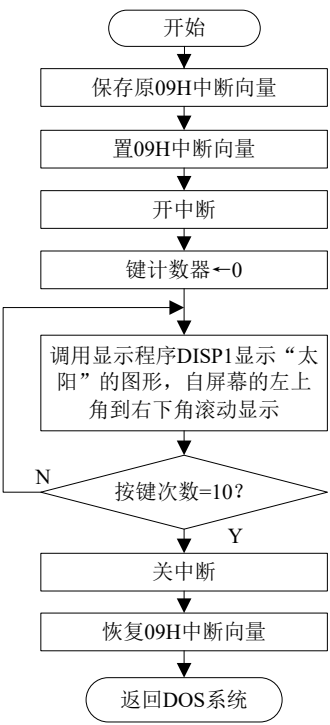 开始
保存原09H中断向量
置09H中断向量
开中断
键计数器←0
调用显示程序DISP1显示“太
阳”的图形，自屏幕的左上
角到右下角滚动显示
N
按键次数=10?
Y
关中断
恢复09H中断向量
返回DOS系统